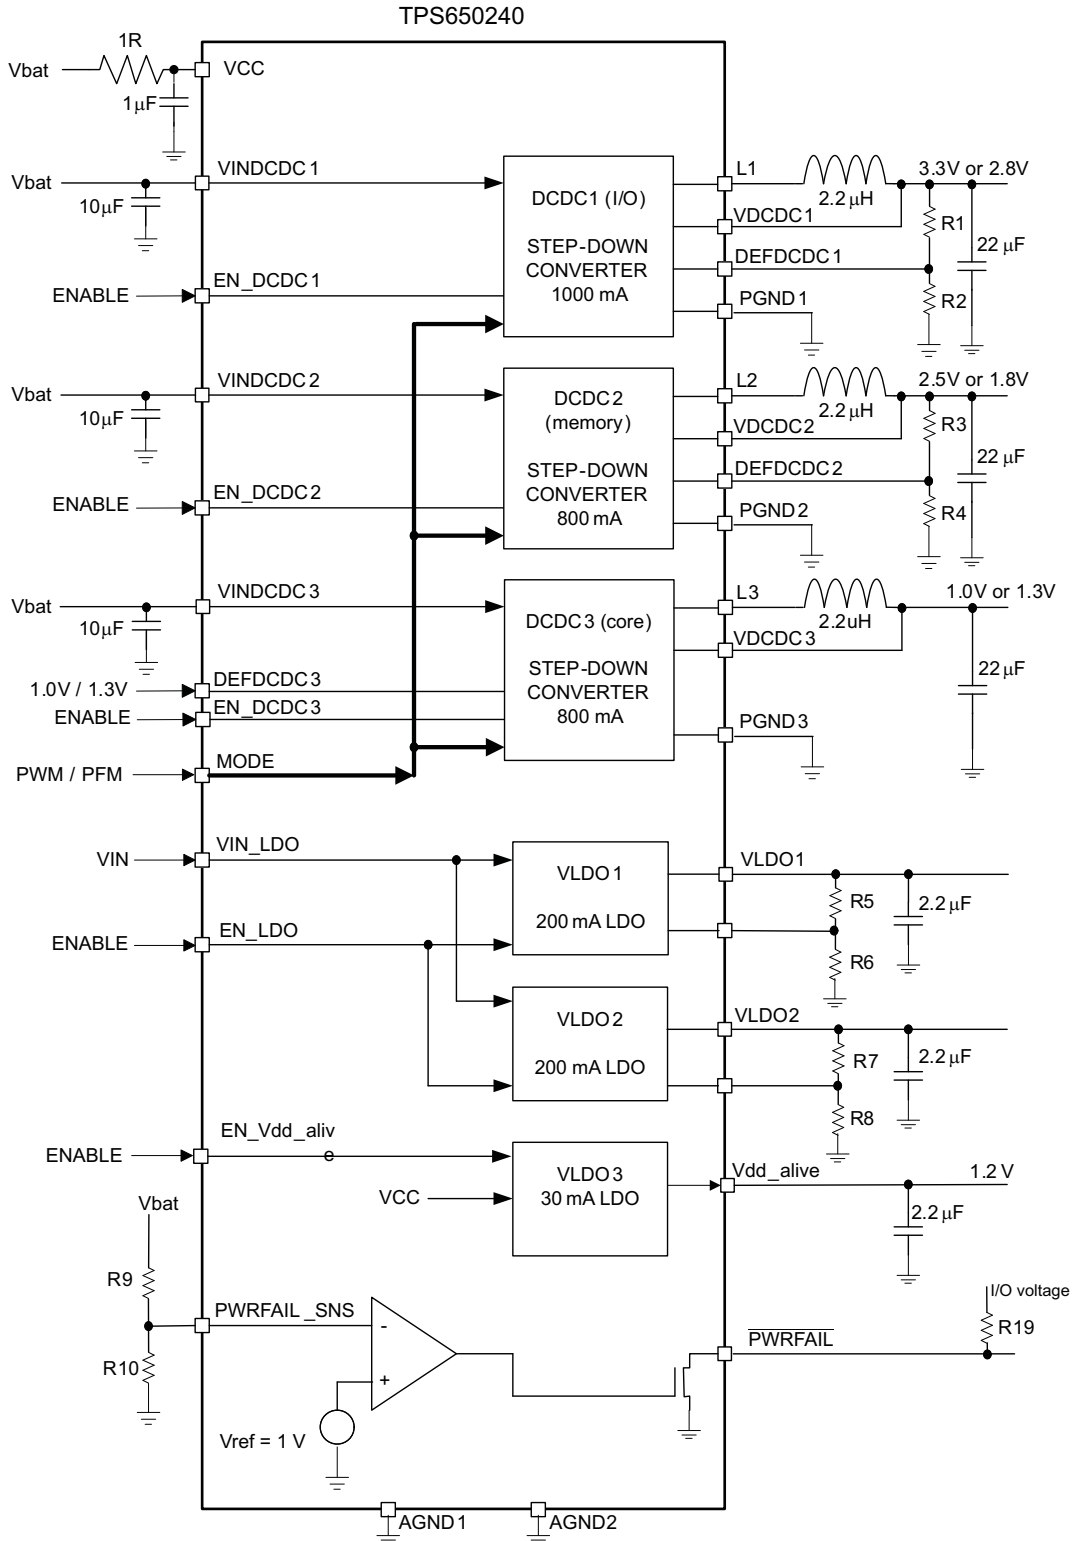 TPS650240
1R
Vbat
VCC
1μF
Vbat
VINDCDC1
10μF
DCDC1 (I/O)
STEP-DOWN
CONVERTER
1000 mA
L1
2.2μH
3.3V or 2.8V
VDCDC1
R1
22 μF
DEFDCDC1
R2
PGND1
ENABLE
EN_DCDC1
Vbat
VINDCDC2
10μF
DCDC2
(memory)
STEP-DOWN
CONVERTER
800 mA
L2
2.2μH
2.5V or 1.8V
VDCDC2
R3
22 μF
DEFDCDC2
R4
PGND2
ENABLE
EN_DCDC2
Vbat
VINDCDC3
10μF
DCDC3 (core)
STEP-DOWN
CONVERTER
800 mA
L3
2.2uH
1.0V or 1.3V
VDCDC3
22 μF
PGND3
1.0V / 1.3V
DEFDCDC3
ENABLE
EN_DCDC3
PWM / PFM
MODE
VIN
VIN_LDO
VLDO1
200 mA LDO
VLDO1
R5
2.2 μF
R6
ENABLE
EN_LDO
VLDO2
200 mA LDO
VLDO2
R7
2.2 μF
R8
ENABLE
EN_Vdd_aliv
e
VCC
VLDO3
30 mA LDO
Vdd_alive
1.2 V
2.2 μF
Vbat
R9
PWRFAIL_SNS
R10
-
+
Vref = 1 V
PWRFAIL
I/O voltage
R19
AGND1
AGND2